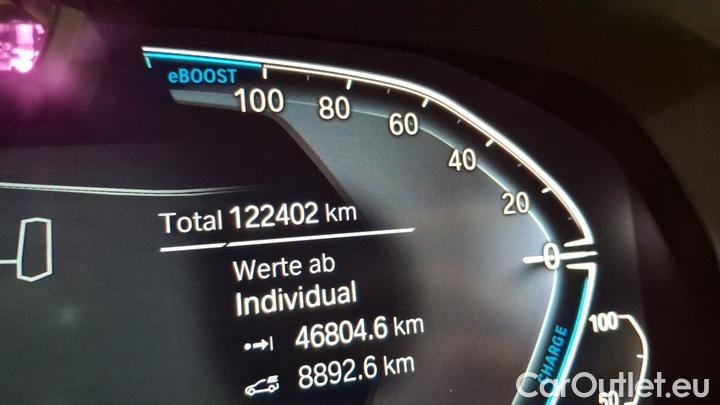 eBOOST
100
80
60
40
20
0
Total 122402 km
Werte ab
Individual
46804.6 km
8892.6 km
CHARGE
100
50
CarOutlet.eu